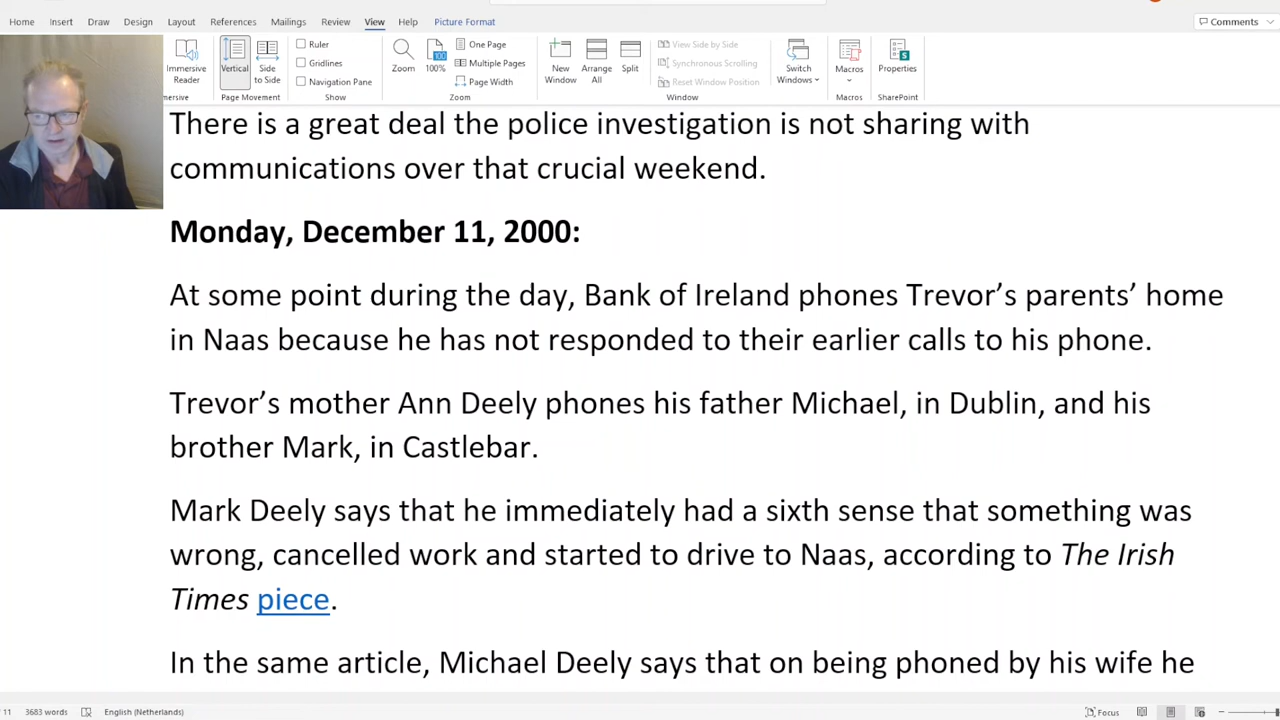 Home Insert Draw Design Layout References Mailings Review View Help Picture Format Comments
Immersive Reader
Vertical
Side to Side
Ruler
Gridlines
Navigation Pane
Zoom
100%
One Page
Multiple Pages
Page Width
New Window
Arrange All
Split
View Side by Side
Synchronous Scrolling
Reset Window Position
Switch Windows
Macros
Properties
mersive Page Movement Show Zoom Window Macros SharePoint
There is a great deal the police investigation is not sharing with
communications over that crucial weekend.
Monday, December 11, 2000:
At some point during the day, Bank of Ireland phones Trevor’s parents’ home
in Naas because he has not responded to their earlier calls to his phone.
Trevor’s mother Ann Deely phones his father Michael, in Dublin, and his
brother Mark, in Castlebar.
Mark Deely says that he immediately had a sixth sense that something was
wrong, cancelled work and started to drive to Naas, according to The Irish
Times piece.
In the same article, Michael Deely says that on being phoned by his wife he
11 3683 words English (Netherlands) Focus